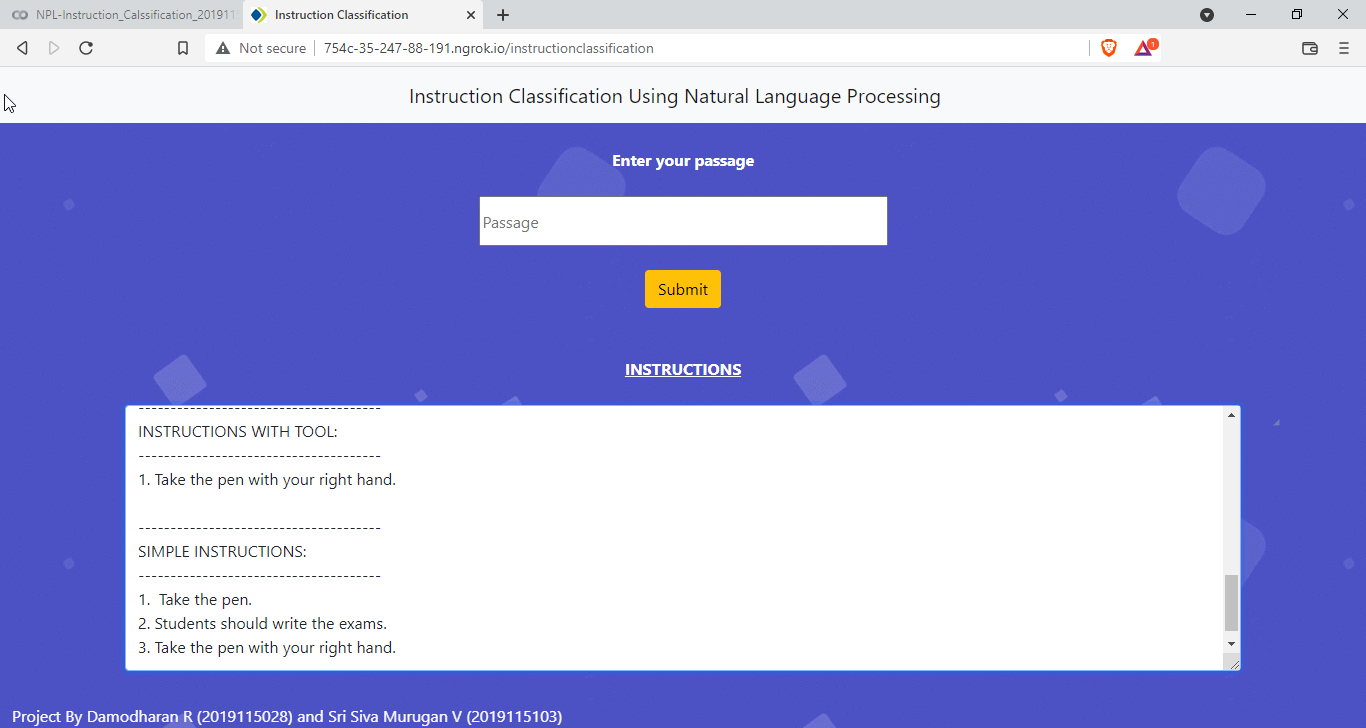 NPL-Instruction_Calssification_20191
Instruction Classification
Not secure
754c-35-247-88-191.ngrok.io/instructionclassification
1
Instruction Classification Using Natural Language Processing
Enter your passage
Passage
Submit
INSTRUCTIONS
-------------------------------------
INSTRUCTIONS WITH TOOL:
-------------------------------------
1. Take the pen with your right hand.
-------------------------------------
SIMPLE INSTRUCTIONS:
-------------------------------------
1.  Take the pen.
2. Students should write the exams.
3. Take the pen with your right hand.
Project By Damodharan R (2019115028) and Sri Siva Murugan V (2019115103)